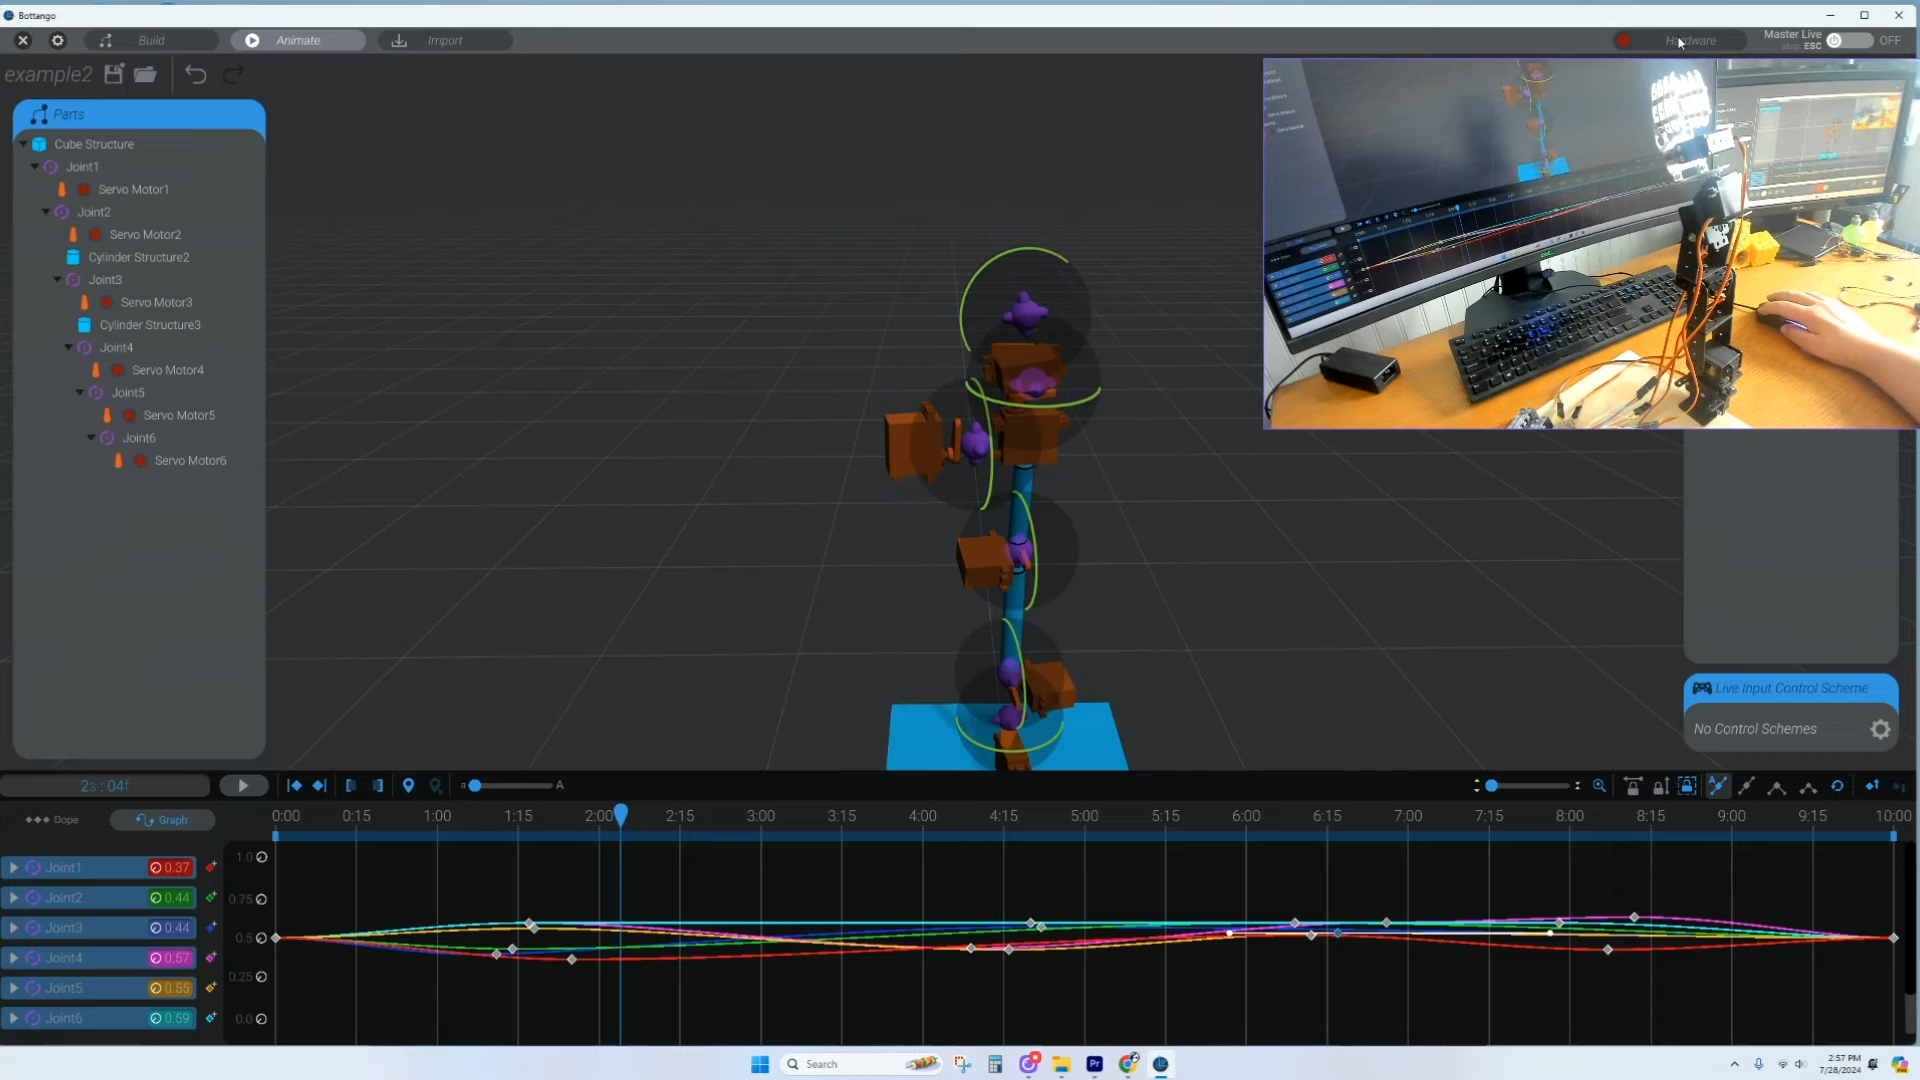 Bottango
Build
Animate
Import
Hardware
Master Live
stop ESC
OFF
example2
Parts
Cube Structure
Joint1
Servo Motor1
Joint2
Servo Motor2
Cylinder Structure2
Joint3
Servo Motor3
Cylinder Structure3
Joint4
Servo Motor4
Joint5
Servo Motor5
Joint6
Servo Motor6
Live Input Control Scheme
No Control Schemes
2s : 04f
a A
Dope Graph
0:00 0:15 1:00 1:15 2:00 2:15 3:00 3:15 4:00 4:15 5:00 5:15 6:00 6:15 7:00 7:15 8:00 8:15 9:00 9:15 10:00
Joint1 0.37
Joint2 0.44
Joint3 0.44
Joint4 0.57
Joint5 0.55
Joint6 0.59
1.0
0.75
0.5
0.25
0.0
Search
2:57 PM
7/28/2024